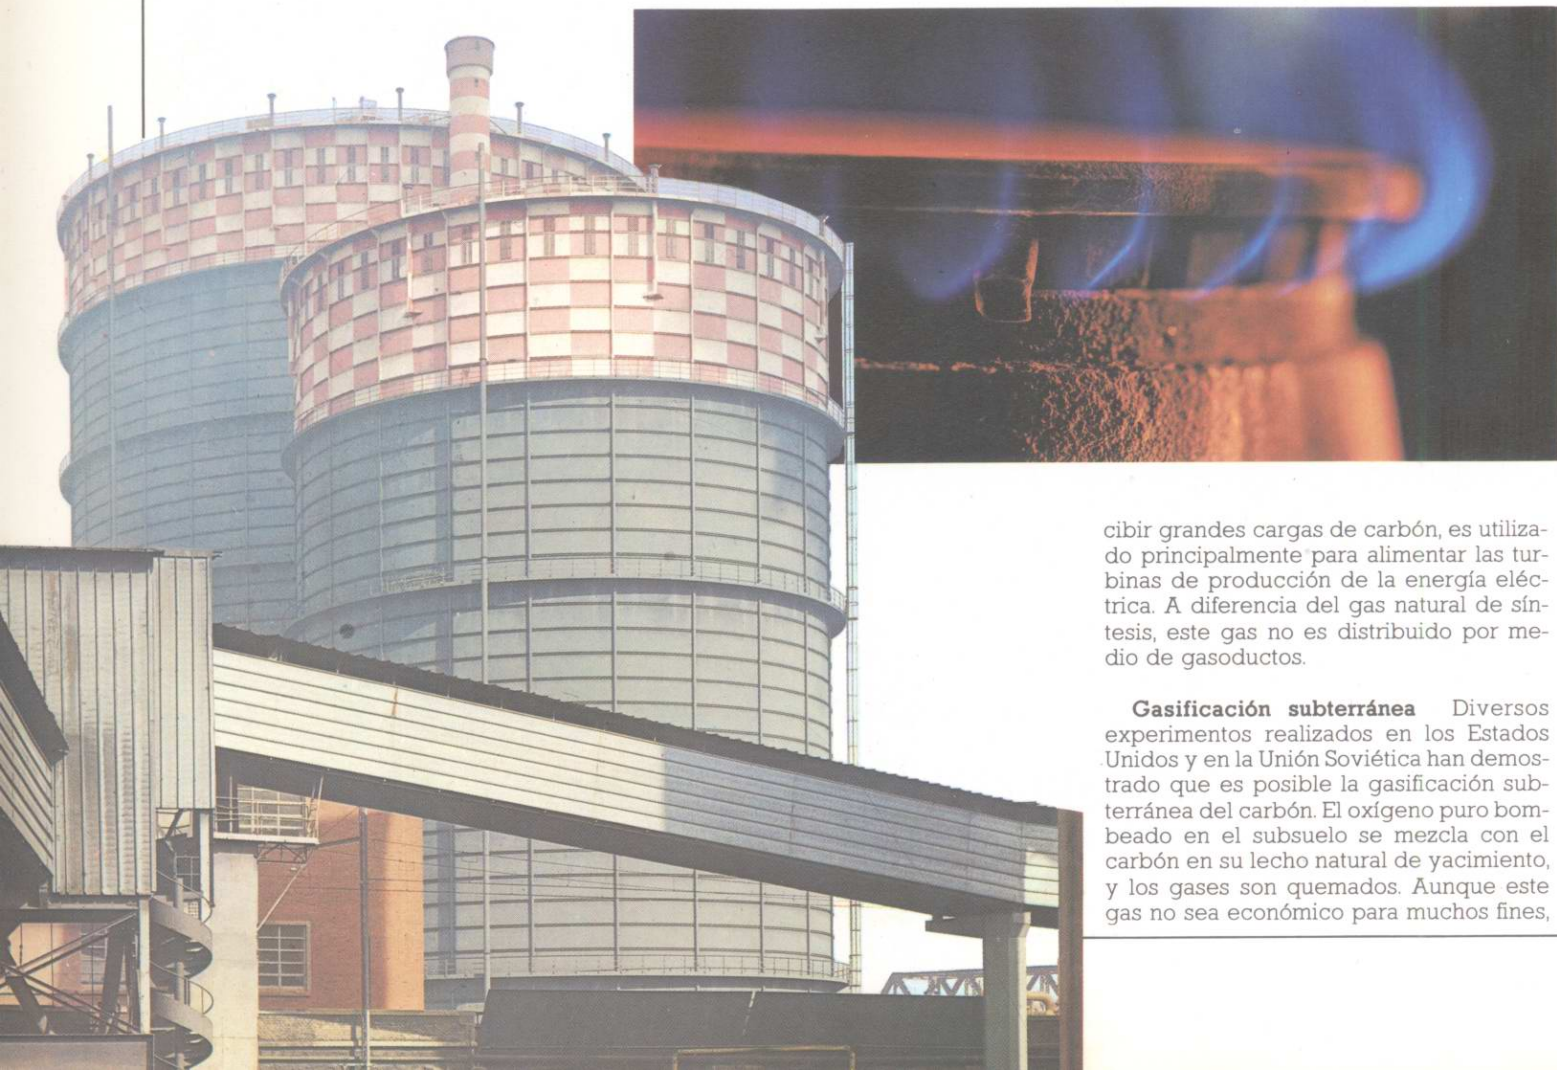 cibir grandes cargas de carbón, es utiliza-
do principalmente para alimentar las tur-
binas de producción de la energía eléc-
trica. A diferencia del gas natural de sín-
tesis, este gas no es distribuido por me-
dio de gasoductos.
Gasificación subterránea Diversos
experimentos realizados en los Estados
Unidos y en la Unión Soviética han demos-
trado que es posible la gasificación sub-
terránea del carbón. El oxígeno puro bom-
beado en el subsuelo se mezcla con el
carbón en su lecho natural de yacimiento,
y los gases son quemados. Aunque este
gas no sea económico para muchos fines,